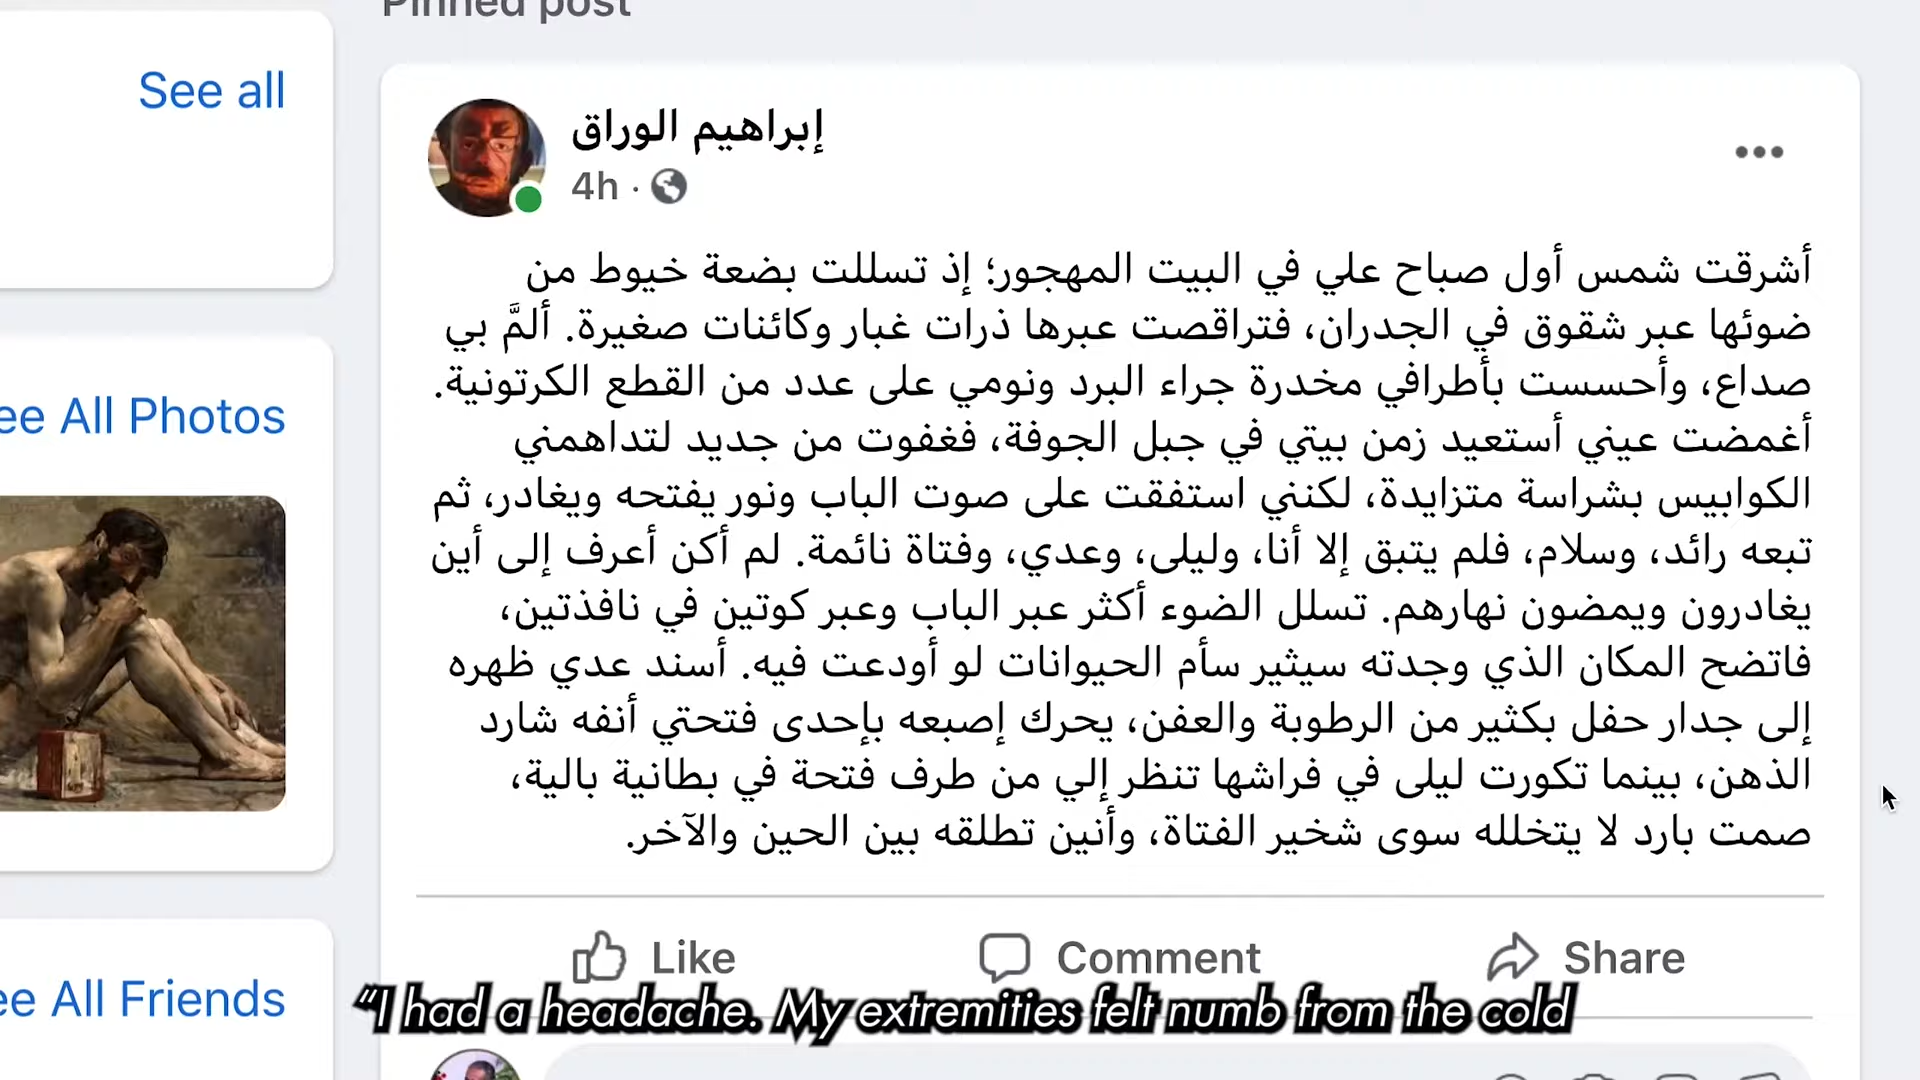 Pinned post
See all
إبراهيم الوراق
4h ·
أشرقت شمس أول صباح علي في البيت المهجور؛ إذ تسللت بضعة خيوط من
ضوئها عبر شقوق في الجدران، فتراقصت عبرها ذرات غبار وكائنات صغيرة. ألمَّ بي
صداع، وأحسست بأطرافي مخدرة جراء البرد ونومي على عدد من القطع الكرتونية.
أغمضت عيني أستعيد زمن بيتي في جبل الجوفة، فغفوت من جديد لتداهمني
الكوابيس بشراسة متزايدة، لكنني استفقت على صوت الباب ونور يفتحه ويغادر، ثم
تبعه رائد، وسلام، فلم يتبق إلا أنا، وليلى، وعدي، وفتاة نائمة. لم أكن أعرف إلى أين
يغادرون ويمضون نهارهم. تسلل الضوء أكثر عبر الباب وعبر كوتين في نافذتين،
فاتضح المكان الذي وجدته سيثير سأم الحيوانات لو أودعت فيه. أسند عدي ظهره
إلى جدار حفل بكثير من الرطوبة والعفن، يحرك إصبعه بإحدى فتحتي أنفه شارد
الذهن، بينما تكورت ليلى في فراشها تنظر إلي من طرف فتحة في بطانية بالية،
صمت بارد لا يتخلله سوى شخير الفتاة، وأنين تطلقه بين الحين والآخر.
ee All Photos
Like
Comment
Share
ee All Friends
“I had a headache. My extremities felt numb from the cold